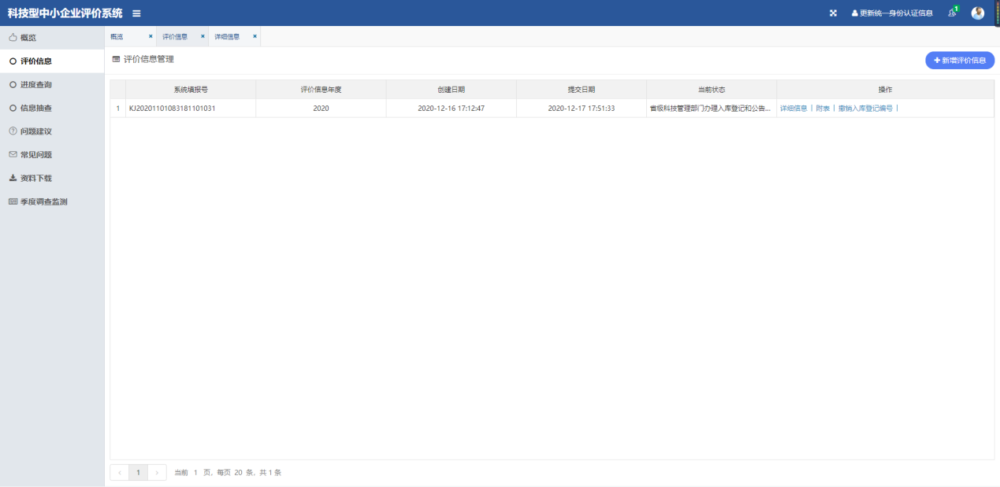 科技型中小企业评价系统
更新统一身份认证信息 1
概览
评价信息
进度查询
信息抽查
问题建议
常见问题
资料下载
季度调查监测
概览 × 评价信息 × 详细信息 ×
评价信息管理
新增评价信息
系统填报号 评价信息年度 创建日期 提交日期 当前状态 操作
1 KJ20201101083181101031 2020 2020-12-16 17:12:47 2020-12-17 17:51:33 省级科技管理部门办理入库登记和公告... 详细信息 | 附表 | 撤销入库登记编号 |
< 1 > 当前 1 页, 每页 20 条, 共 1 条